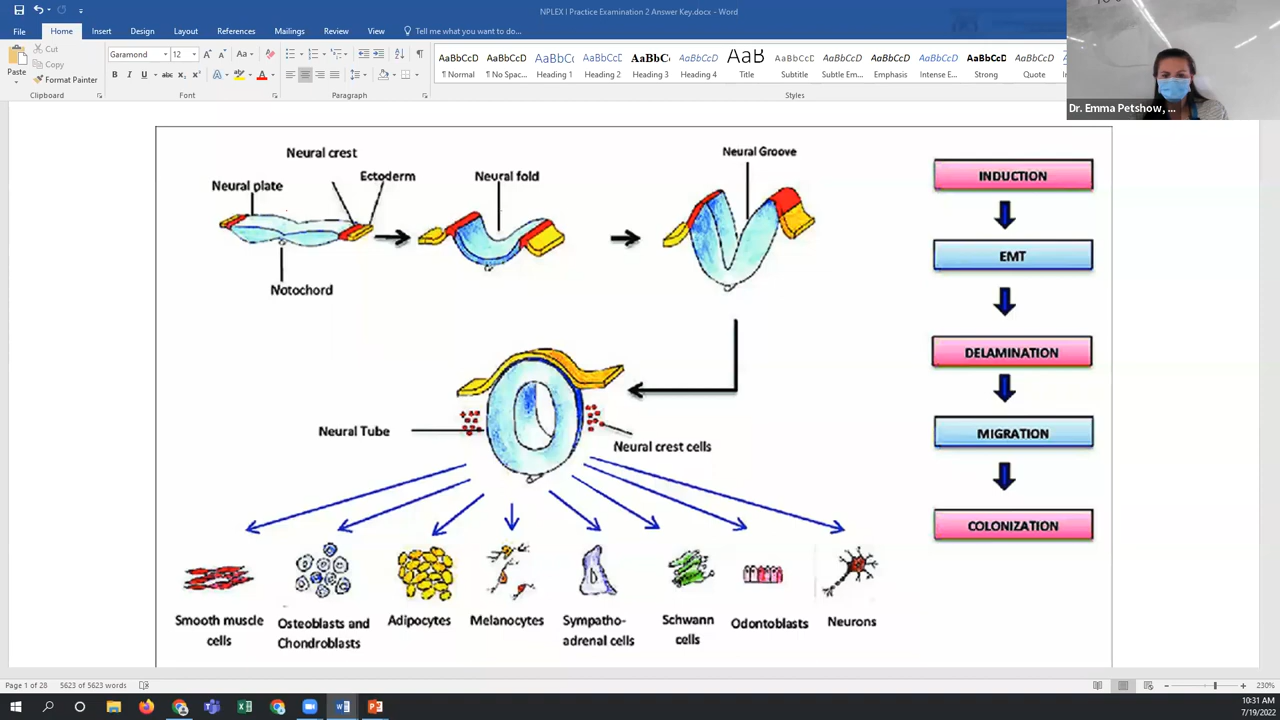 NPLEX I Practice Examination 2 Answer Key.docx - Word
File Home Insert Design Layout References Mailings Review View Tell me what you want to do...
Cut
Copy
Format Painter
Paste
Garamond 12
AaBbCcDc AaBbCcDc AaBbC AaBbCcC AaBbC AaBbCcD AaB AaBbCcD AaBbCcD AaBbCcD AaBbCcD AaBbCcDc AaBbCcD
¶ Normal ¶ No Spac... Heading 1 Heading 2 Heading 3 Heading 4 Title Subtitle Subtle Em... Emphasis Intense E... Strong Quote
Clipboard Font Paragraph Styles
Dr. Emma Petshow, ...
Neural crest
Neural plate
Ectoderm
Neural fold
Neural Groove
Notochord
Neural Tube
Neural crest cells
Smooth muscle
cells
Osteoblasts and
Chondroblasts
Adipocytes
Melanocytes
Sympatho-
adrenal cells
Schwann
cells
Odontoblasts
Neurons
INDUCTION
EMT
DELAMINATION
MIGRATION
COLONIZATION
Page 1 of 28 5623 of 5623 words
230%
10:31 AM
7/19/2022